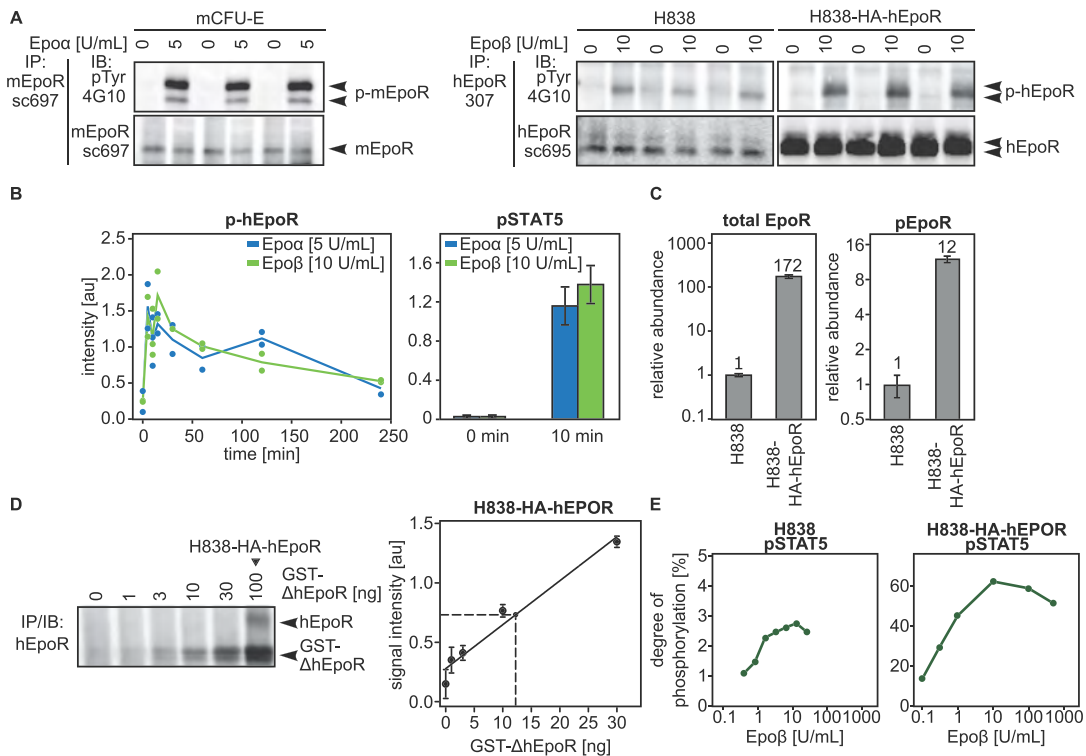 A
mCFU-E
Epoα [U/mL] 0 5 0 5 0 5
IP: IB:
mEpoR pTyr
sc697 4G10
p-mEpoR
mEpoR
sc697
mEpoR
H838 H838-HA-hEpoR
Epoβ [U/mL] 0 10 0 10 0 10 0 10 0 10 0 10
IP: IB:
hEpoR pTyr
307 4G10
p-hEpoR
hEpoR
sc695
hEpoR
B
p-hEpoR
Epoα [5 U/mL]
Epoβ [10 U/mL]
intensity [au]
2.5
2.0
1.5
1.0
0.5
0.0
0 50 100 150 200 250
time [min]
pSTAT5
Epoα [5 U/mL]
Epoβ [10 U/mL]
1.6
1.2
0.8
0.4
0
0 min 10 min
C
total EpoR
relative abundance
1000
100
10
1
0.1
1
172
H838
H838-
HA-hEpoR
pEpoR
relative abundance
16
12
8
4
2
1
0.5
1
12
H838
H838-
HA-hEpoR
D
H838-HA-hEpoR
0 1 3 10 30 100
GST-
ΔhEpoR [ng]
IP/IB:
hEpoR
hEpoR
GST-
ΔhEpoR
H838-HA-hEPOR
signal intensity [au]
1.5
1.0
0.5
0.0
0 10 20 30
GST-ΔhEpoR [ng]
E
H838
pSTAT5
degree of
phosphorylation [%]
5
4
3
2
1
0
0.1 1 10 100 1000
Epoβ [U/mL]
H838-HA-hEPOR
pSTAT5
60
40
20
0
0.1 1 10 100 1000
Epoβ [U/mL]